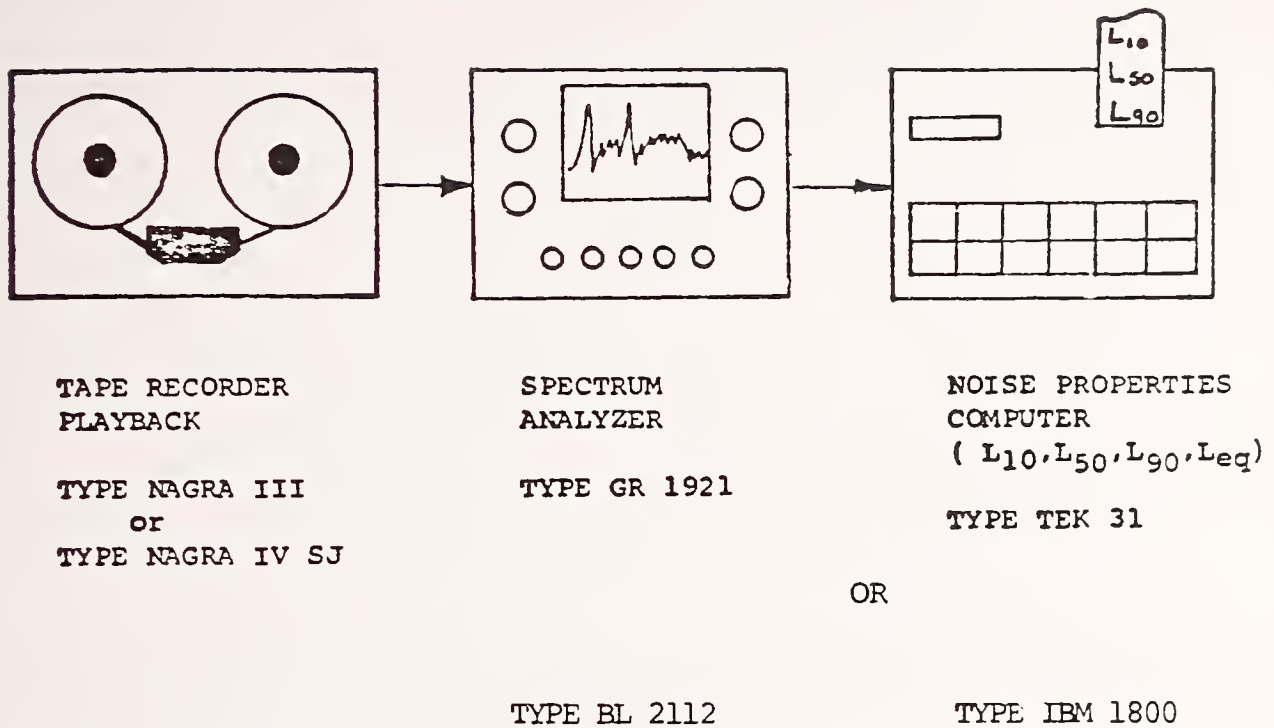 L10
L50
L90
TAPE RECORDER
PLAYBACK
TYPE NAGRA III
or
TYPE NAGRA IV SJ
SPECTRUM
ANALYZER
TYPE GR 1921
NOISE PROPERTIES
COMPUTER
( L10,L50,L90,Leq)
TYPE TEK 31
OR
TYPE BL 2112
TYPE IBM 1800